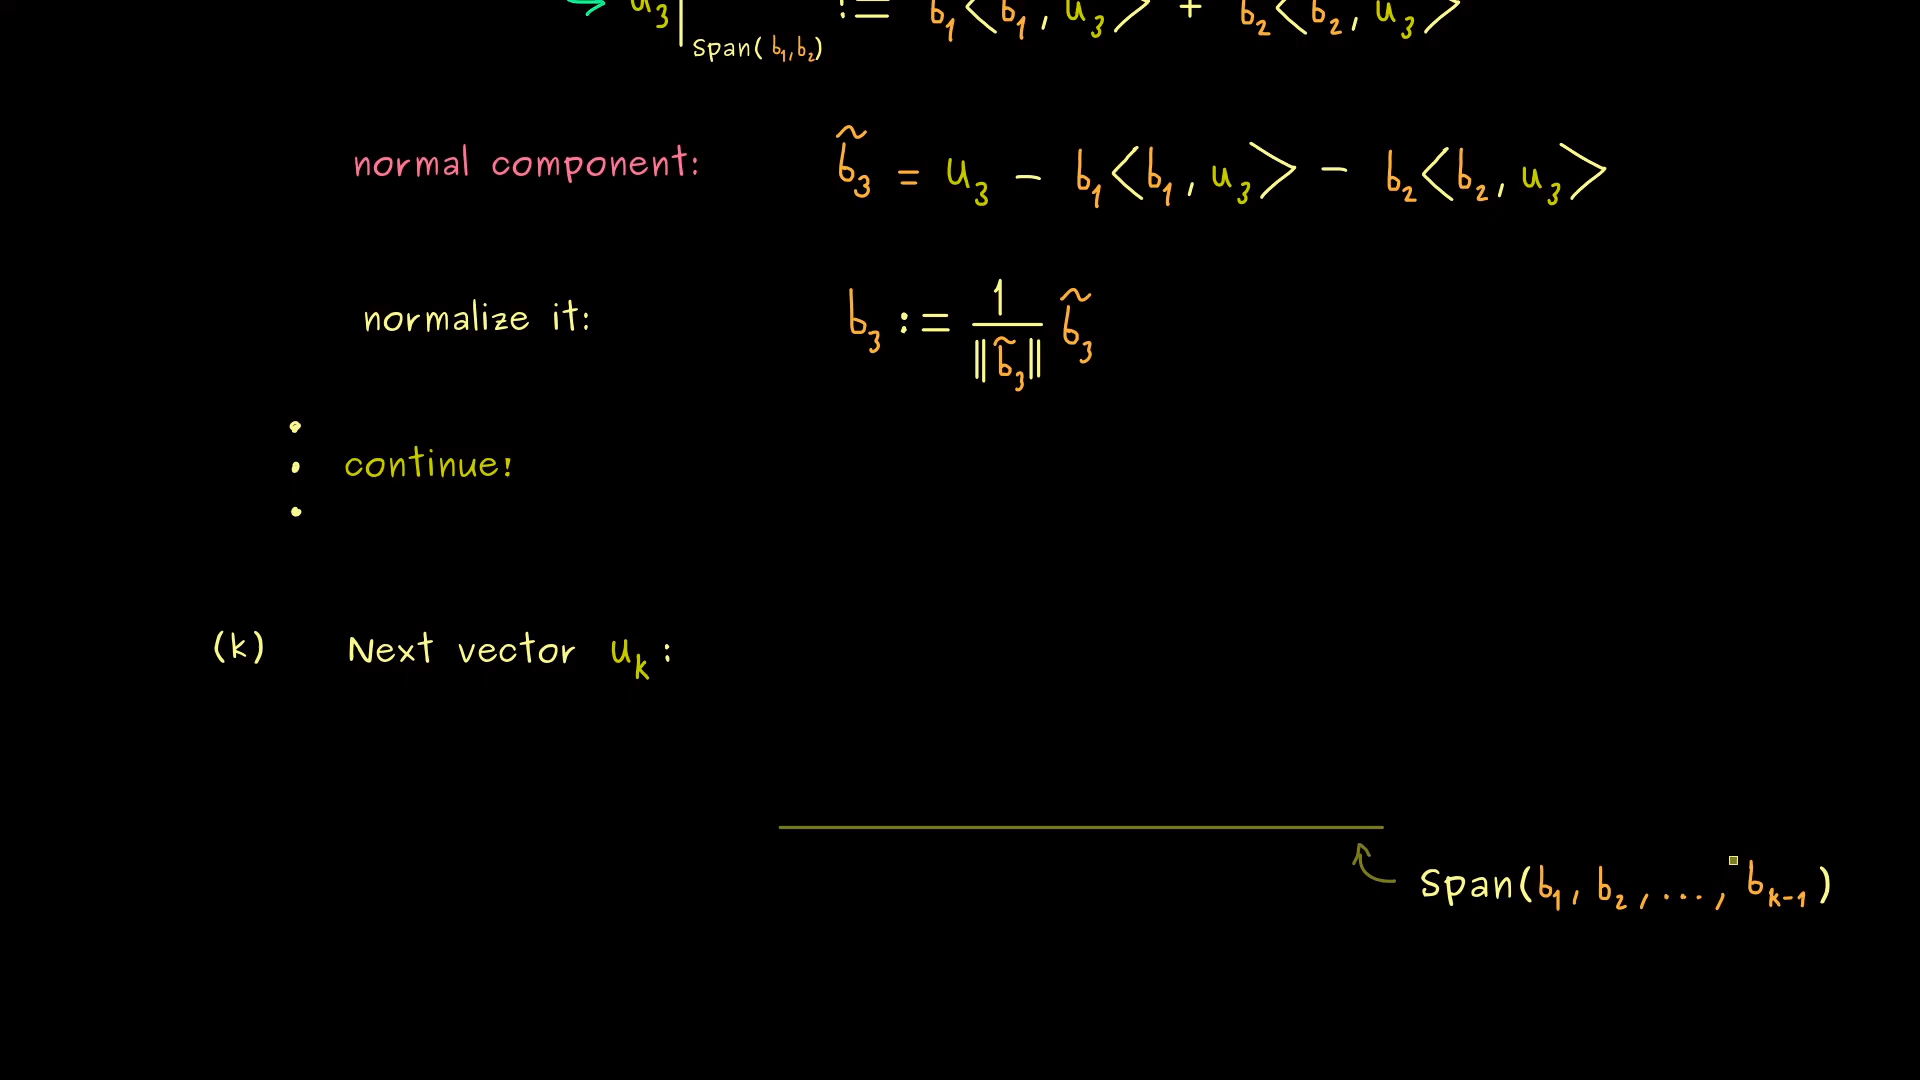 → u₃|Span(b₁,b₂) := b₁<b₁, u₃> + b₂<b₂, u₃>
normal component: b̃₃ = u₃ − b₁<b₁, u₃> − b₂<b₂, u₃>
normalize it: b₃ := 1/‖b̃₃‖ b̃₃
⋮ continue!
(k) Next vector uₖ:
Span(b₁, b₂, ..., bₖ₋₁)